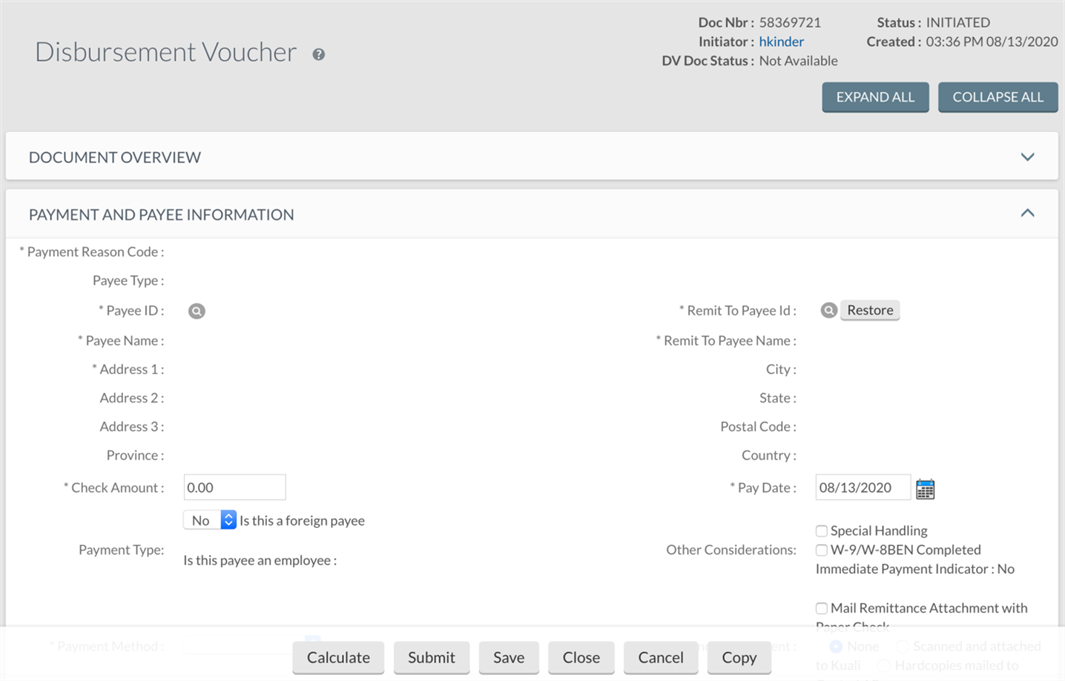 Doc Nbr : 58369721 Status : INITIATED
Disbursement Voucher ?
Initiator : hkinder Created : 03:36 PM 08/13/2020
DV Doc Status : Not Available
EXPAND ALL COLLAPSE ALL
DOCUMENT OVERVIEW
PAYMENT AND PAYEE INFORMATION
* Payment Reason Code :
Payee Type :
* Payee ID : * Remit To Payee Id : Restore
* Payee Name : * Remit To Payee Name :
* Address 1 : City :
Address 2 : State :
Address 3 : Postal Code :
Province : Country :
* Check Amount : 0.00 * Pay Date : 08/13/2020
No Is this a foreign payee
Payment Type: Is this payee an employee :
Other Considerations: Special Handling
W-9/W-8BEN Completed
Immediate Payment Indicator : No
Mail Remittance Attachment with
Paper Check
* Payment Method : None Scanned and attached
to Kuali Hardcopies mailed to
Calculate Submit Save Close Cancel Copy